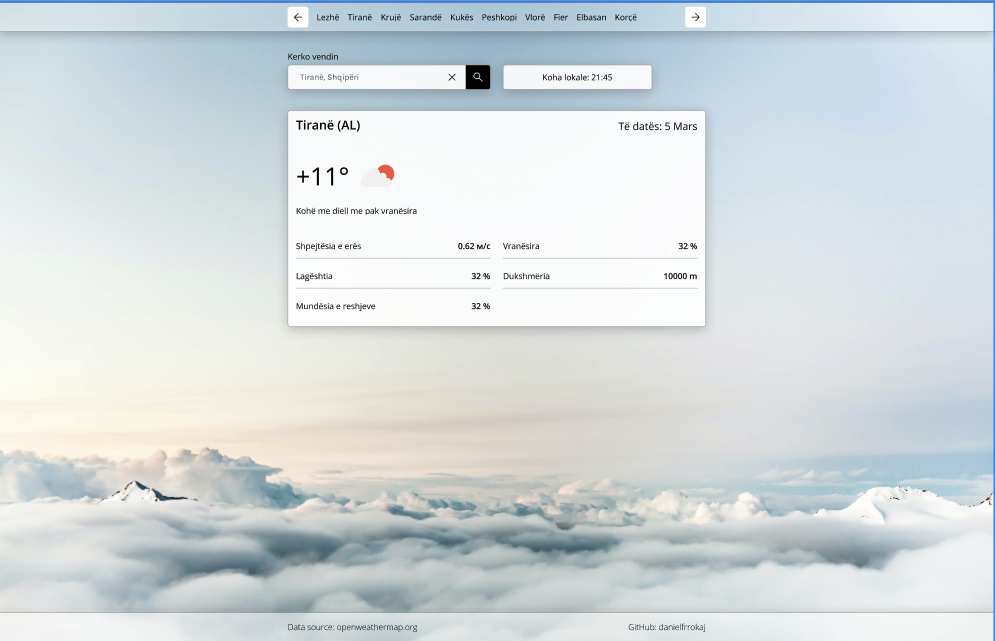 Lezhë Tiranë Krujë Sarandë Kukës Peshkopi Vlorë Fier Elbasan Korçë
Kerko vendin
Tiranë, Shqipëri
Koha lokale: 21:45
Tiranë (AL)
Të datës: 5 Mars
+11°
Kohë me diell me pak vranësira
Shpejtësia e erës 0.62 м/с
Vranësira 32 %
Lagështia 32 %
Dukshmëria 10000 m
Mundësia e reshjeve 32 %
Data source: openweathermap.org
GitHub: danielfrrokaj